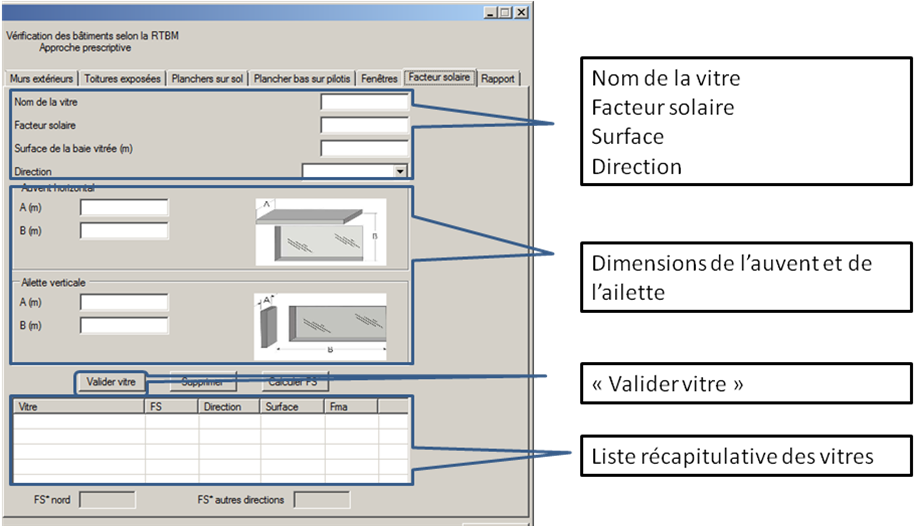 Vérification des bâtiments selon la RTBM
Approche prescriptive
Murs extérieurs
Toitures exposées
Planchers sur sol
Plancher bas sur pilotis
Fenêtres
Facteur solaire
Rapport
Nom de la vitre
Facteur solaire
Surface de la baie vitrée (m)
Direction
Auvent horizontal
A (m)
B (m)
A
B
Ailette verticale
A (m)
B (m)
A
B
Valider vitre
Supprimer
Calculer FS
Vitre
FS
Direction
Surface
Fma
FS* nord
FS* autres directions
Nom de la vitre
Facteur solaire
Surface
Direction
Dimensions de l'auvent et de
l'ailette
« Valider vitre »
Liste récapitulative des vitres